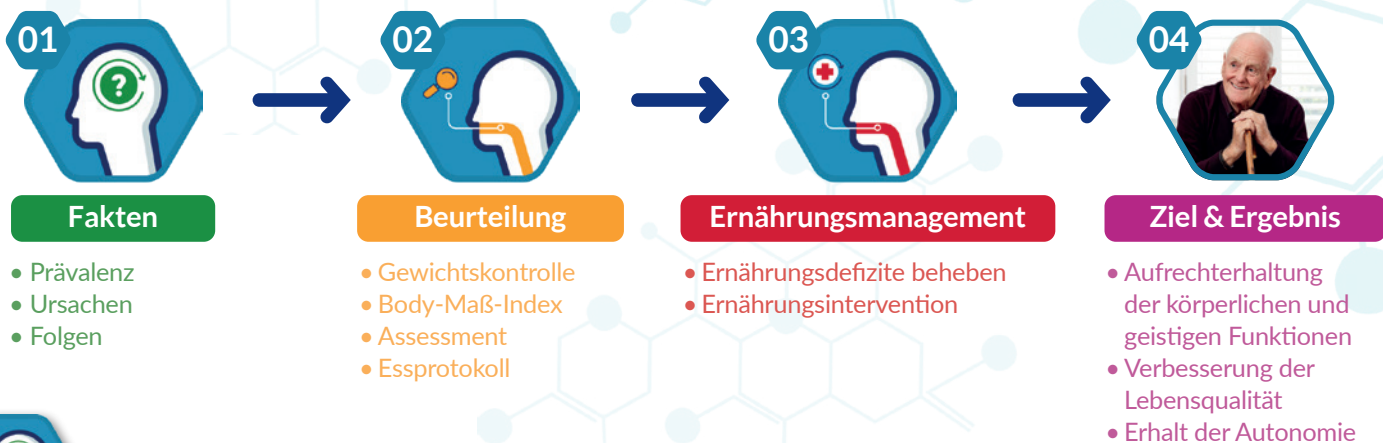 01
02
03
04
?
Fakten
• Prävalenz
• Ursachen
• Folgen
Beurteilung
• Gewichtskontrolle
• Body-Maß-Index
• Assessment
• Essprotokoll
Ernährungsmanagement
• Ernährungsdefizite beheben
• Ernährungsintervention
Ziel & Ergebnis
• Aufrechterhaltung
der körperlichen und
geistigen Funktionen
• Verbesserung der
Lebensqualität
• Erhalt der Autonomie